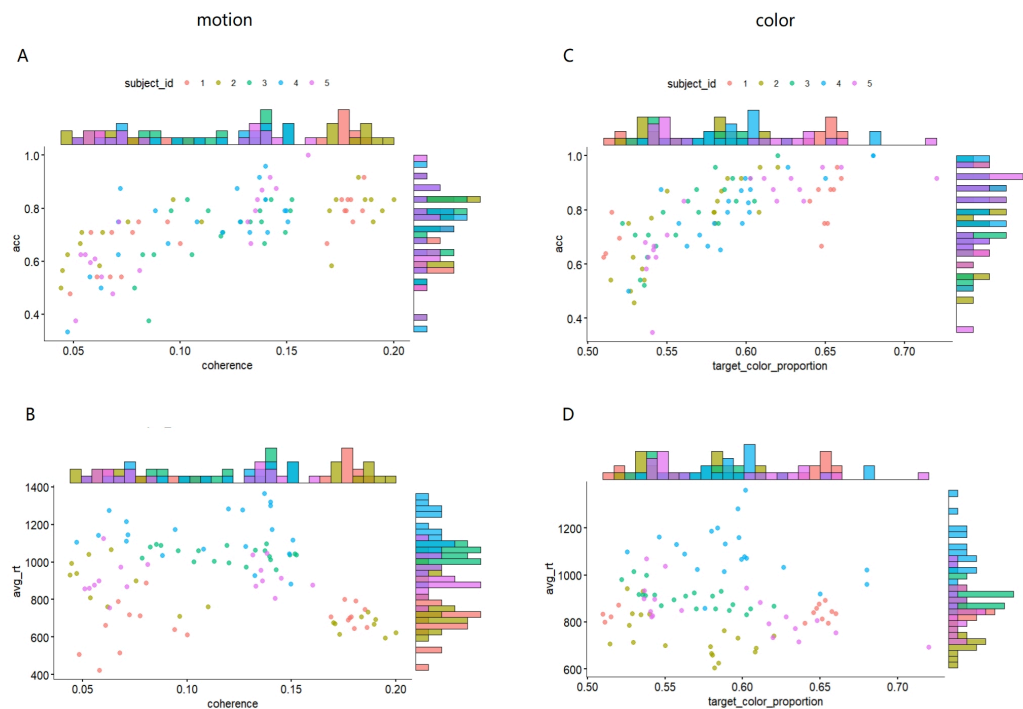 motion
color
A
subject_id 1 2 3 4 5
1.0
0.8
0.6
0.4
acc
0.05 0.10 0.15 0.20
coherence
C
subject_id 1 2 3 4 5
1.0
0.8
0.6
0.4
acc
0.50 0.55 0.60 0.65 0.70
target_color_proportion
B
1400
1200
1000
800
600
400
avg_rt
0.05 0.10 0.15 0.20
coherence
D
1200
1000
800
600
avg_rt
0.50 0.55 0.60 0.65 0.70
target_color_proportion